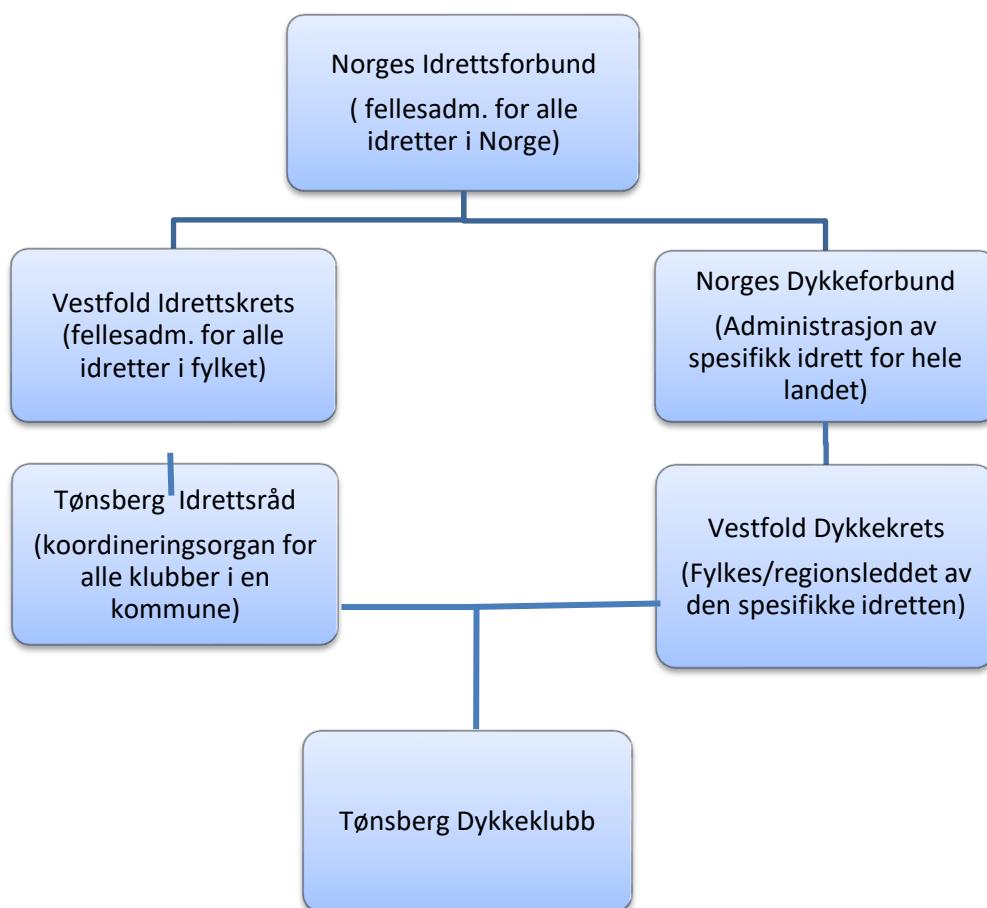 Norges Idrettsforbund
( fellesadm. for alle
idretter i Norge)
Vestfold Idrettskrets
(fellesadm. for alle
idretter i fylket)
Norges Dykkeforbund
(Administrasjon av
spesifikk idrett for hele
landet)
Tønsberg Idrettsråd
(koordineringsorgan for
alle klubber i en
kommune)
Vestfold Dykkekrets
(Fylkes/regionsleddet av
den spesifikke idretten)
Tønsberg Dykkeklubb